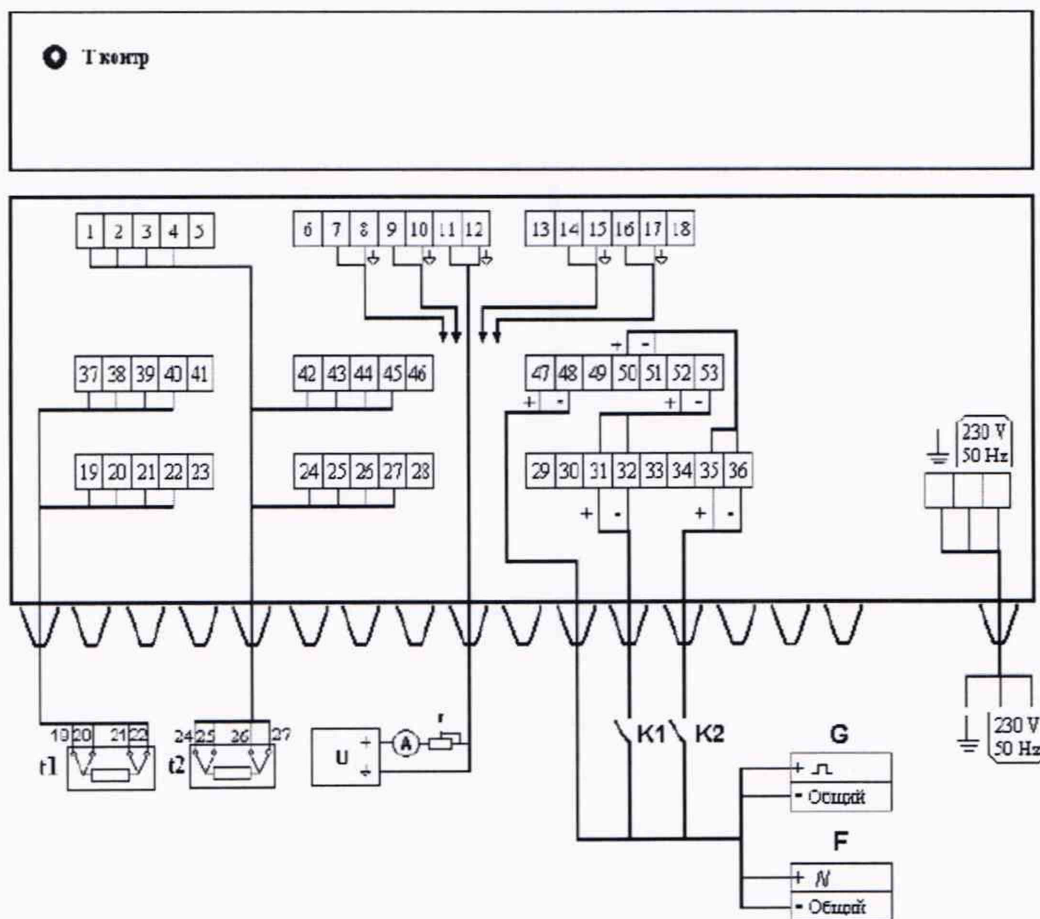 Т контр
1 2 3 4 5
6 7 8 9 10 11 12
13 14 15 16 17 18
+ -
37 38 39 40 41
42 43 44 45 46
47 48 49 50 51 52 53
+ - + -
230 V
50 Hz
19 20 21 22 23
24 25 26 27 28
29 30 31 32 33 34 35 36
+ - + -
19 20 21 22
24 25 26 27
t1
t2
U
+
A
r
K1 K2
230 V
50 Hz
G
+
- Общий
F
+ N
- Общий